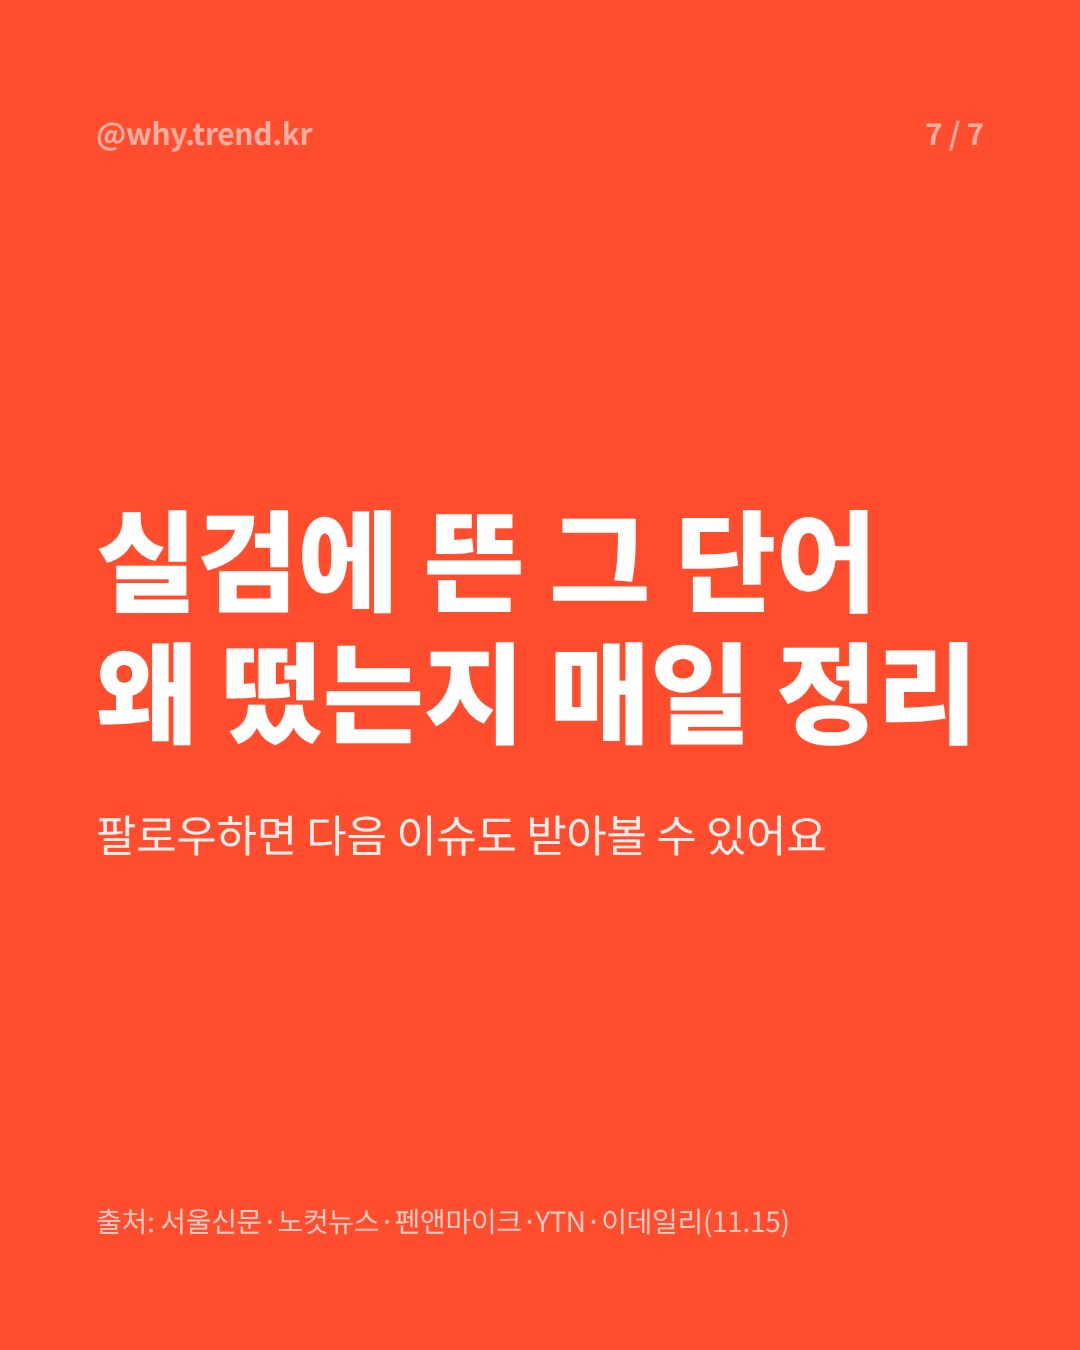 @why.trend.kr
7 / 7
실검에 뜬 그 단어
왜 떴는지 매일 정리
팔로우하면 다음 이슈도 받아볼 수 있어요
출처: 서울신문·노컷뉴스·펜앤마이크·YTN·이데일리(11.15)